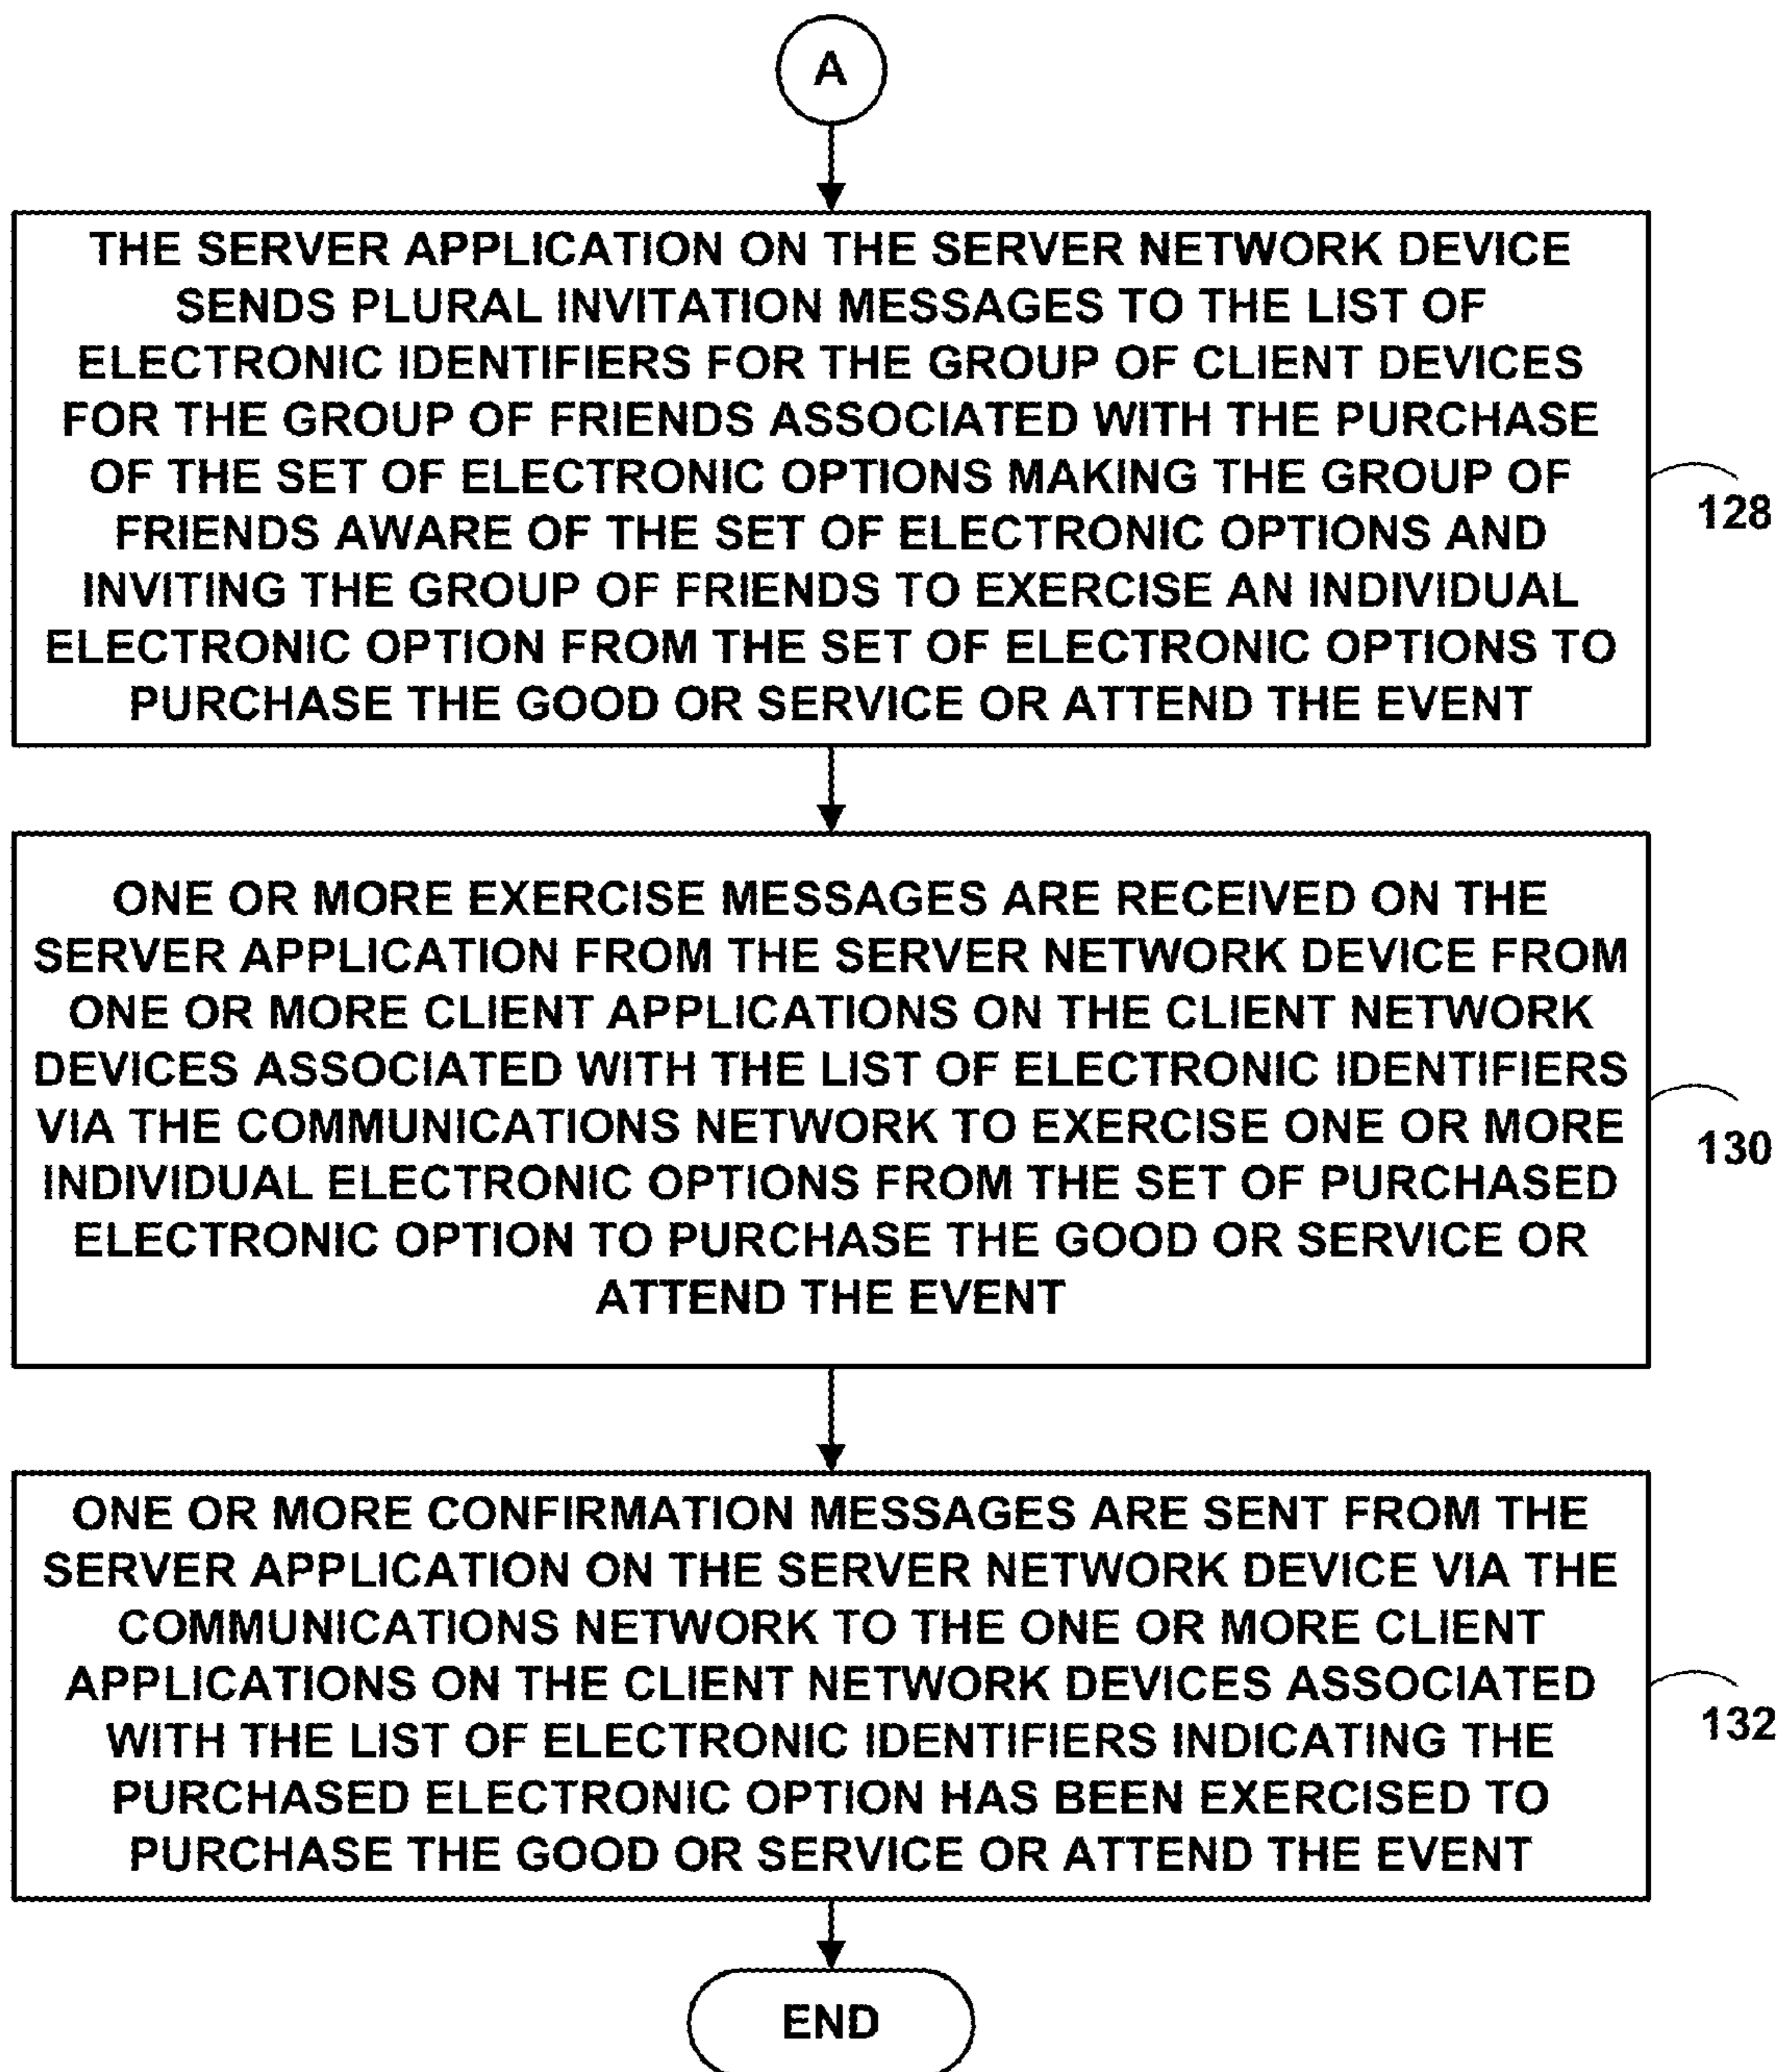 A
THE SERVER APPLICATION ON THE SERVER NETWORK DEVICE
SENDS PLURAL INVITATION MESSAGES TO THE LIST OF
ELECTRONIC IDENTIFIERS FOR THE GROUP OF CLIENT DEVICES
FOR THE GROUP OF FRIENDS ASSOCIATED WITH THE PURCHASE
OF THE SET OF ELECTRONIC OPTIONS MAKING THE GROUP OF
FRIENDS AWARE OF THE SET OF ELECTRONIC OPTIONS AND
INVITING THE GROUP OF FRIENDS TO EXERCISE AN INDIVIDUAL
ELECTRONIC OPTION FROM THE SET OF ELECTRONIC OPTIONS TO
PURCHASE THE GOOD OR SERVICE OR ATTEND THE EVENT
128
ONE OR MORE EXERCISE MESSAGES ARE RECEIVED ON THE
SERVER APPLICATION FROM THE SERVER NETWORK DEVICE FROM
ONE OR MORE CLIENT APPLICATIONS ON THE CLIENT NETWORK
DEVICES ASSOCIATED WITH THE LIST OF ELECTRONIC IDENTIFIERS
VIA THE COMMUNICATIONS NETWORK TO EXERCISE ONE OR MORE
INDIVIDUAL ELECTRONIC OPTIONS FROM THE SET OF PURCHASED
ELECTRONIC OPTION TO PURCHASE THE GOOD OR SERVICE OR
ATTEND THE EVENT
130
ONE OR MORE CONFIRMATION MESSAGES ARE SENT FROM THE
SERVER APPLICATION ON THE SERVER NETWORK DEVICE VIA THE
COMMUNICATIONS NETWORK TO THE ONE OR MORE CLIENT
APPLICATIONS ON THE CLIENT NETWORK DEVICES ASSOCIATED
WITH THE LIST OF ELECTRONIC IDENTIFIERS INDICATING THE
PURCHASED ELECTRONIC OPTION HAS BEEN EXERCISED TO
PURCHASE THE GOOD OR SERVICE OR ATTEND THE EVENT
132
END